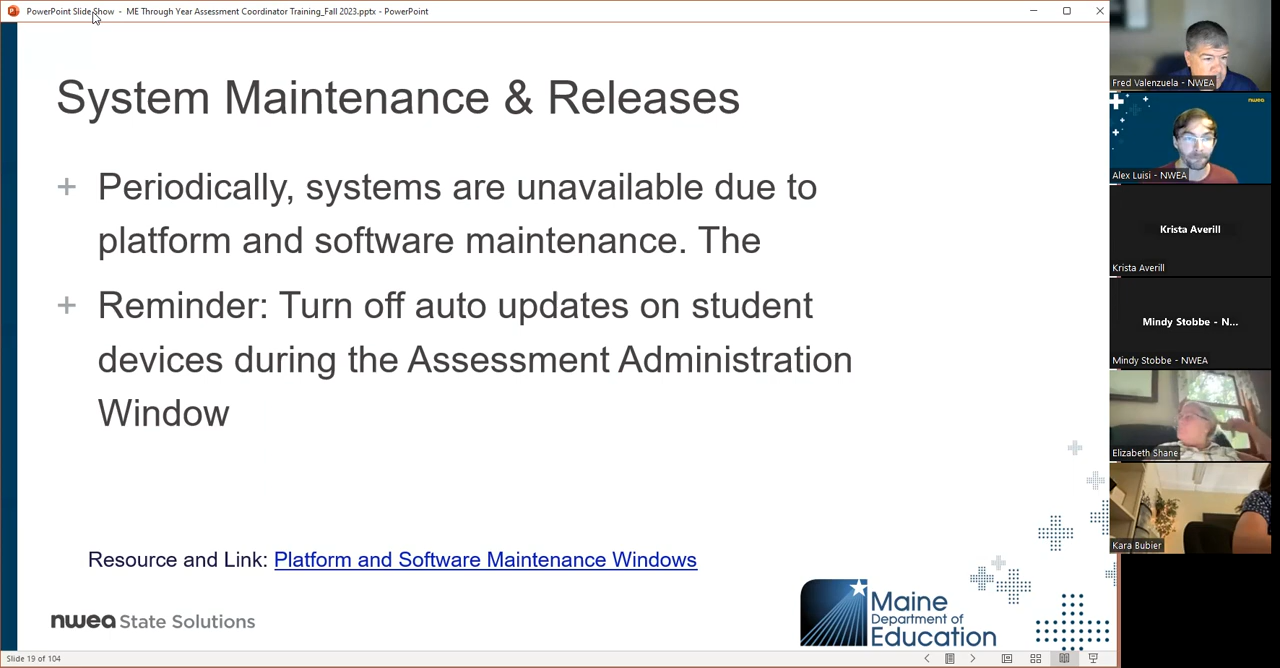 PowerPoint Slide Show - ME Through Year Assessment Coordinator Training_Fall 2023.pptx - PowerPoint
System Maintenance & Releases
+ Periodically, systems are unavailable due to
platform and software maintenance. The
+ Reminder: Turn off auto updates on student
devices during the Assessment Administration
Window
Resource and Link: Platform and Software Maintenance Windows
nwea State Solutions
Maine
Department of
Education
Slide 19 of 104
Fred Valenzuela - NWEA
nwea
Alex Luisi - NWEA
Krista Averill
Krista Averill
Mindy Stobbe - N...
Mindy Stobbe - NWEA
Elizabeth Shane
Kara Bubier